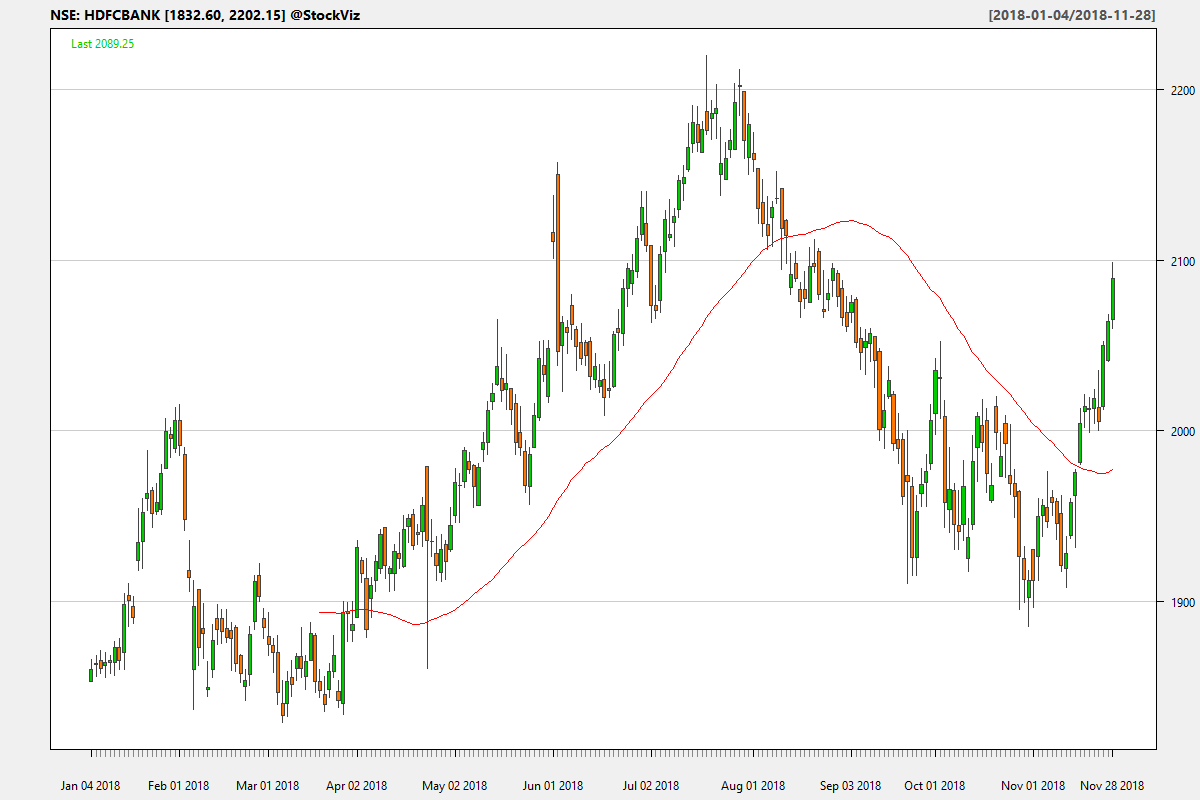 NSE: HDFCBANK [1832.60, 2202.15] @StockViz [2018-01-04/2018-11-28]
Last 2089.25
2200
2100
2000
1900
Jan 04 2018 Feb 01 2018 Mar 01 2018 Apr 02 2018 May 02 2018 Jun 01 2018 Jul 02 2018 Aug 01 2018 Sep 03 2018 Oct 01 2018 Nov 01 2018 Nov 28 2018